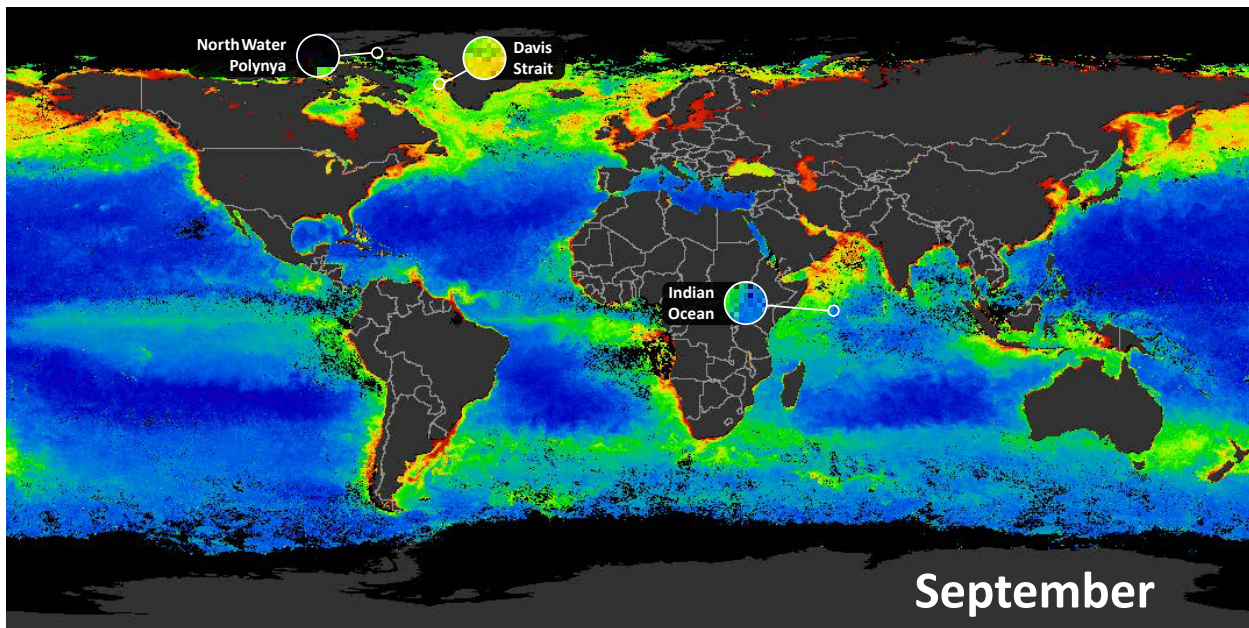 North Water
Polynya
Davis
Strait
Indian
Ocean
September